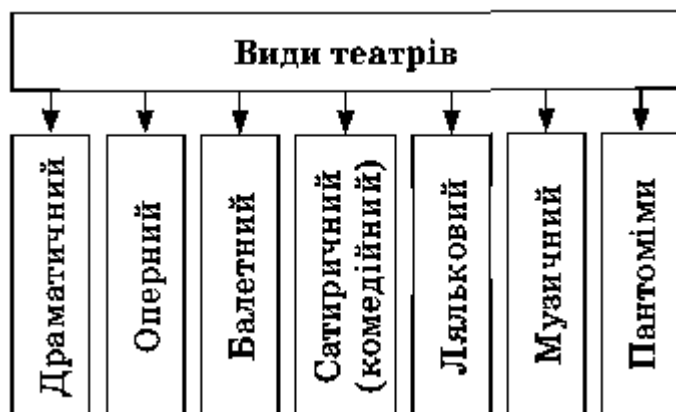 Види театрів
Драматичний
Оперний
Балетний
Сатиричний
(комедійний)
Ляльковий
Музичний
Пантоміми